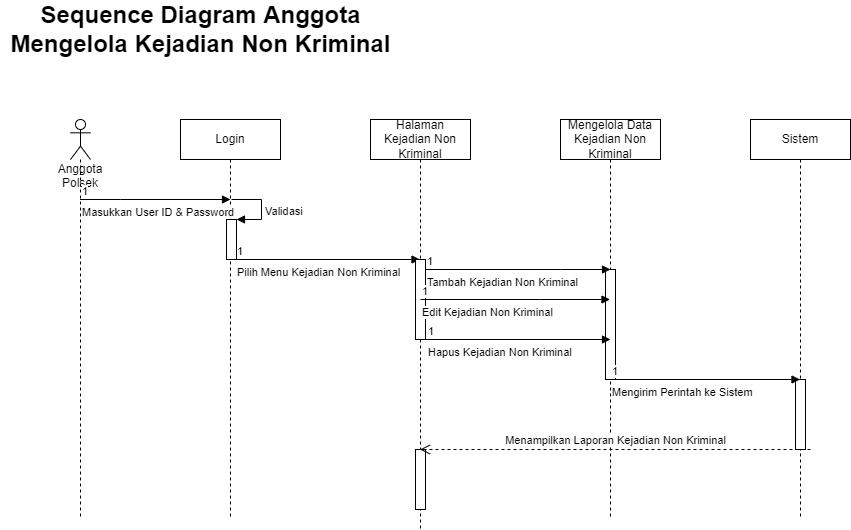 Sequence Diagram Anggota
Mengelola Kejadian Non Kriminal
Anggota
Polsek
Login
Halaman
Kejadian Non
Kriminal
Mengelola Data
Kejadian Non
Kriminal
Sistem
1
Masukkan User ID & Password
Validasi
1
Pilih Menu Kejadian Non Kriminal
1
Tambah Kejadian Non Kriminal
1
Edit Kejadian Non Kriminal
1
Hapus Kejadian Non Kriminal
1
Mengirim Perintah ke Sistem
Menampilkan Laporan Kejadian Non Kriminal